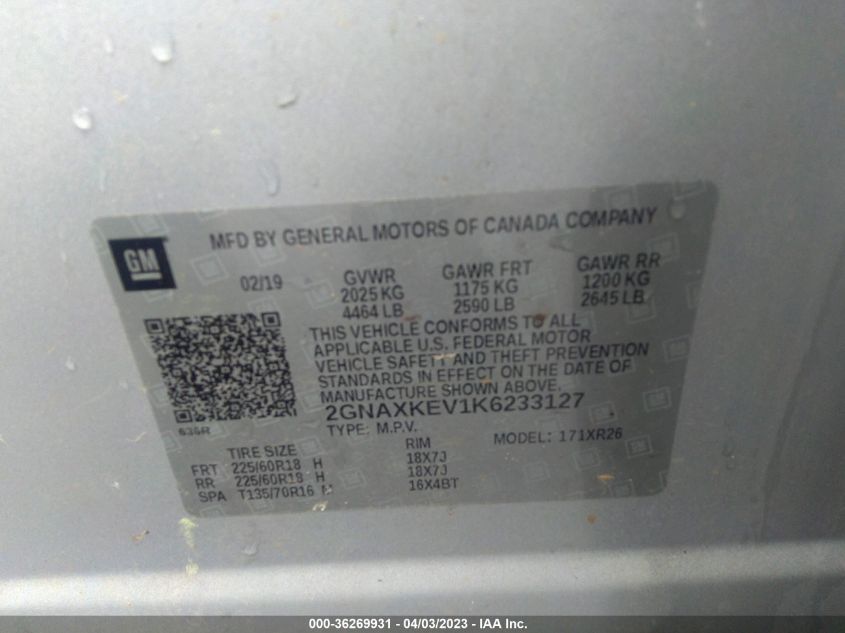 GM
MFD BY GENERAL MOTORS OF CANADA COMPANY
02/19 GVWR GAWR FRT GAWR RR
2025 KG 1175 KG 1200 KG
4464 LB 2590 LB 2645 LB
THIS VEHICLE CONFORMS TO ALL
APPLICABLE U.S. FEDERAL MOTOR
VEHICLE SAFETY AND THEFT PREVENTION
STANDARDS IN EFFECT ON THE DATE OF
MANUFACTURE SHOWN ABOVE.
2GNAXKEV1K6233127
TYPE: M.P.V. MODEL: 171XR26
TIRE SIZE RIM
FRT 225/60R18 H 18X7J
RR 225/60R18 H 18X7J
SPA T135/70R16 M 16X4BT
000-36269931 - 04/03/2023 - IAA Inc.